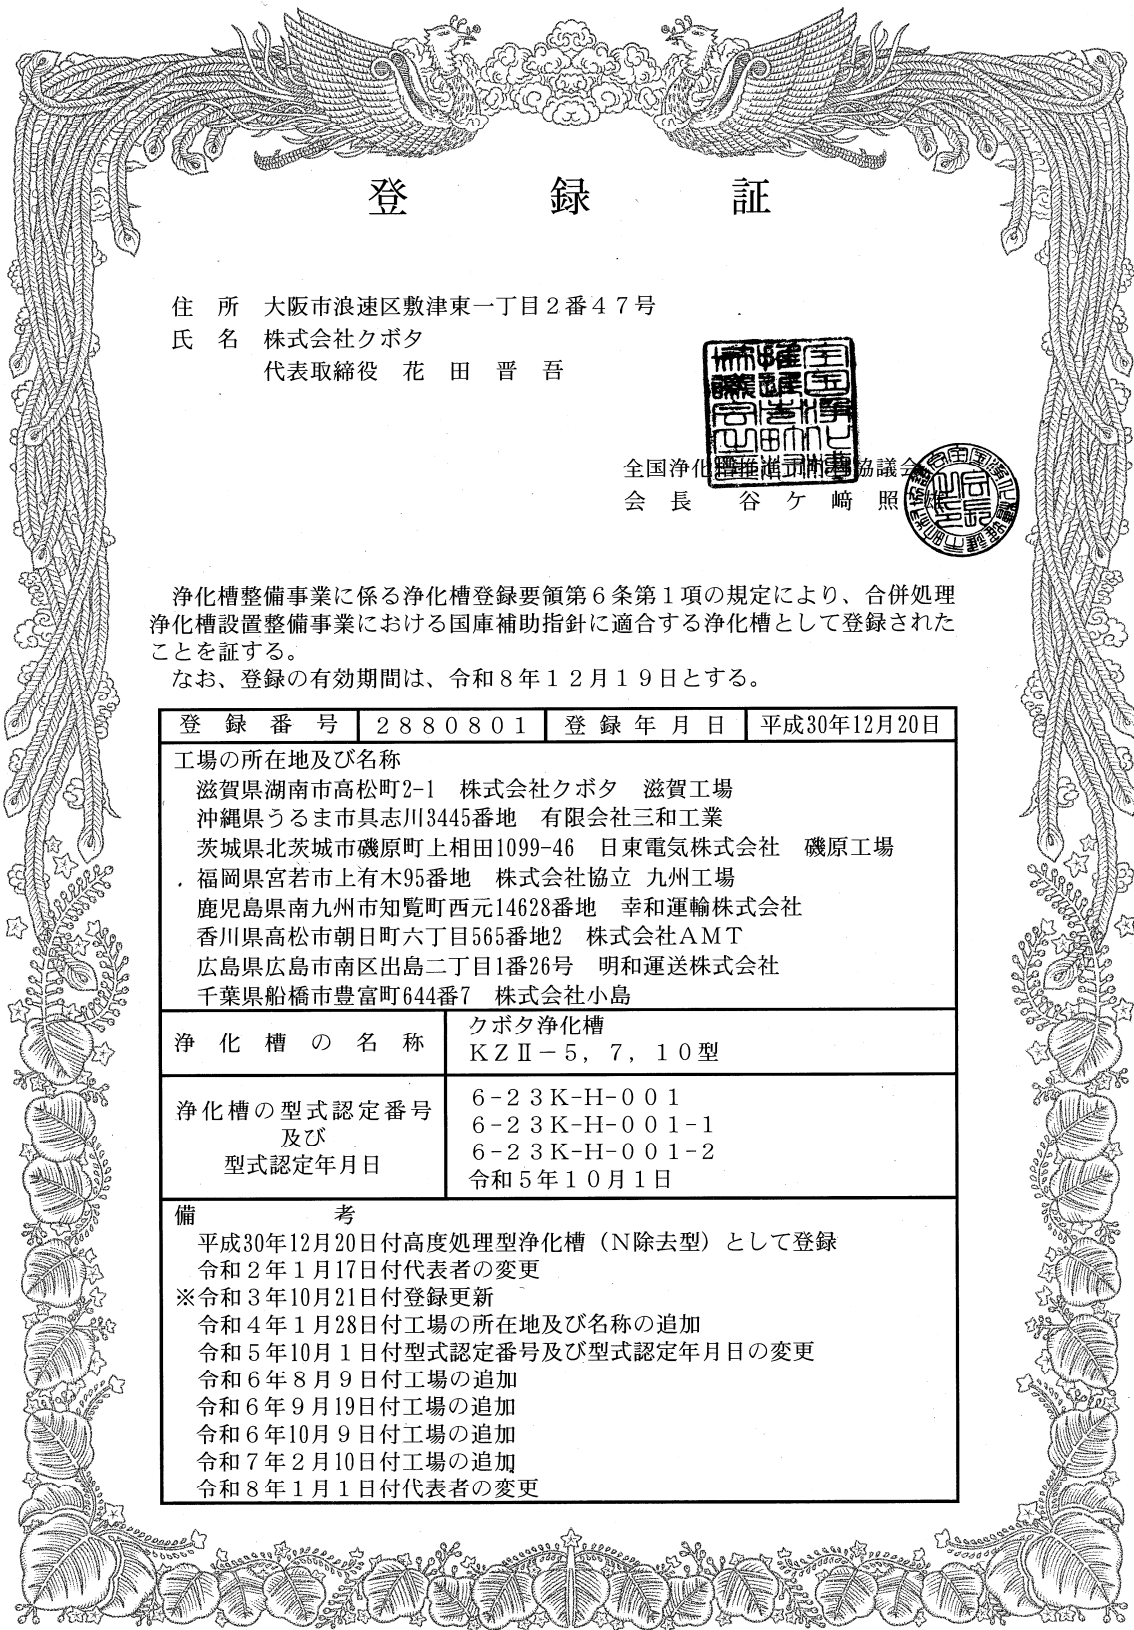 登録証
住所 大阪市浪速区敷津東一丁目２番４７号
氏名 株式会社クボタ
代表取締役 花田晋吾
全国浄化槽推進市町村協議会
会長 谷ケ﨑照雄
浄化槽整備事業に係る浄化槽登録要領第６条第１項の規定により、合併処理
浄化槽設置整備事業における国庫補助指針に適合する浄化槽として登録された
ことを証する。
なお、登録の有効期間は、令和８年１２月１９日とする。
登録番号 ２８８０８０１ 登録年月日 平成30年12月20日
工場の所在地及び名称
滋賀県湖南市高松町2-1 株式会社クボタ 滋賀工場
沖縄県うるま市具志川3445番地 有限会社三和工業
茨城県北茨城市磯原町上相田1099-46 日東電気株式会社 磯原工場
福岡県宮若市上有木95番地 株式会社協立 九州工場
鹿児島県南九州市知覧町西元14628番地 幸和運輸株式会社
香川県高松市朝日町六丁目565番地2 株式会社ＡＭＴ
広島県広島市南区出島二丁目1番26号 明和運送株式会社
千葉県船橋市豊富町644番7 株式会社小島
浄化槽の名称
クボタ浄化槽
ＫＺⅡ－５，７，１０型
浄化槽の型式認定番号
及び
型式認定年月日
６-２３Ｋ-Ｈ-００１
６-２３Ｋ-Ｈ-００１-１
６-２３Ｋ-Ｈ-００１-２
令和５年１０月１日
備考
平成30年12月20日付高度処理型浄化槽（Ｎ除去型）として登録
令和２年１月17日付代表者の変更
※令和３年10月21日付登録更新
令和４年１月28日付工場の所在地及び名称の追加
令和５年10月１日付型式認定番号及び型式認定年月日の変更
令和６年８月９日付工場の追加
令和６年９月19日付工場の追加
令和６年10月９日付工場の追加
令和７年２月10日付工場の追加
令和８年１月１日付代表者の変更